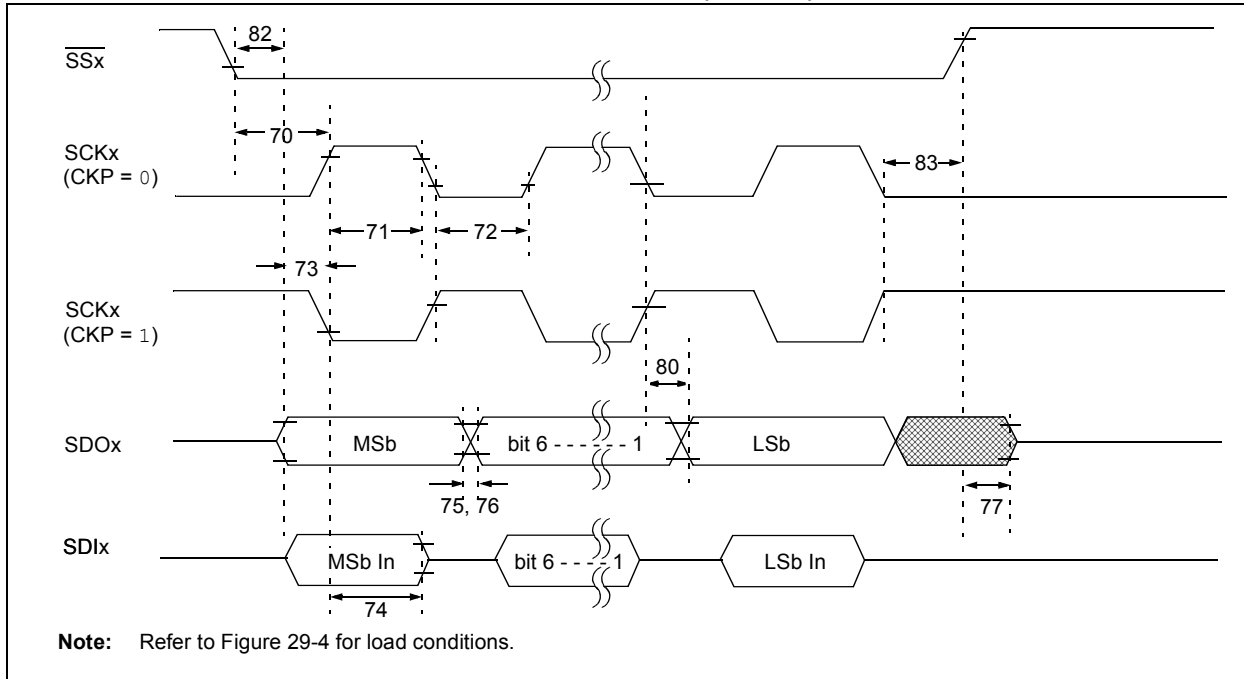 82
SSx
70
SCKx
(CKP = 0)
83
71
72
73
SCKx
(CKP = 1)
80
SDOx
MSb
bit 6 - - - - - - 1
LSb
75, 76
77
SDIx
MSb In
bit 6 - - - - 1
LSb In
74
Note: Refer to Figure 29-4 for load conditions.